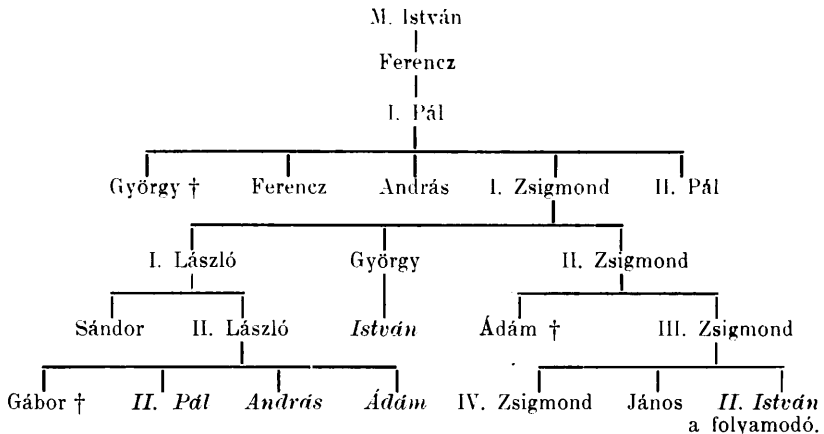 M. István
Ferencz
I. Pál
György † Ferencz András I. Zsigmond II. Pál
I. László György II. Zsigmond
Sándor II. László István Ádám † III. Zsigmond
Gábor † II. Pál András Ádám IV. Zsigmond János II. István
a folyamodó.